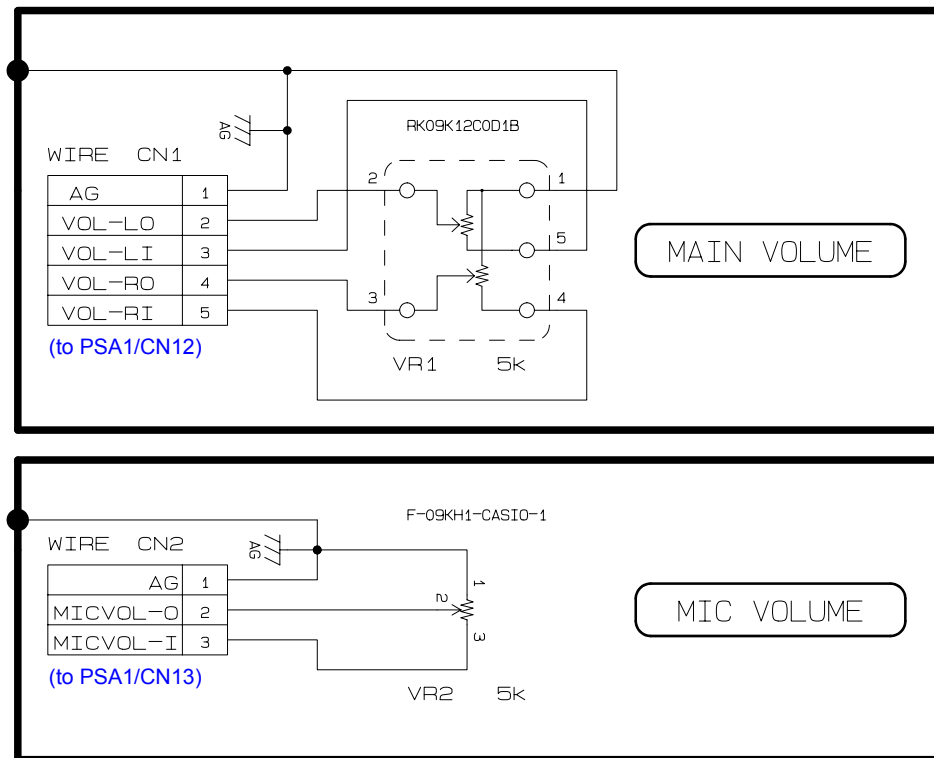 RK09K12C0D1B
AG
WIRE CN1
AG 1
VOL-LO 2
VOL-LI 3
VOL-RO 4
VOL-RI 5
(to PSA1/CN12)
2 1
5
3 4
VR1 5k
MAIN VOLUME
F-09KH1-CASIO-1
WIRE CN2 AG
AG 1
MICVOL-O 2
MICVOL-I 3
(to PSA1/CN13)
1
2
3
VR2 5k
MIC VOLUME